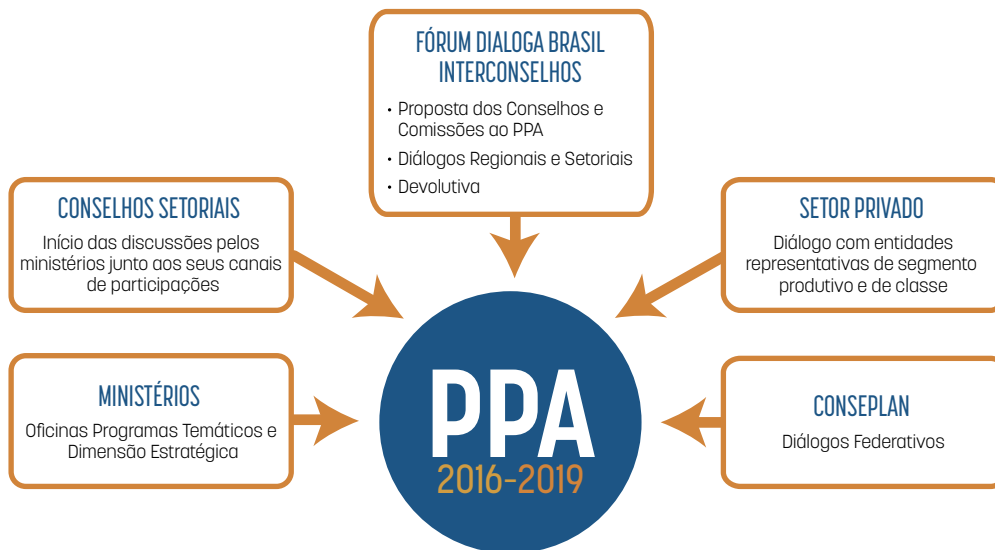 FÓRUM DIALOGA BRASIL
INTERCONSELHOS
• Proposta dos Conselhos e
Comissões ao PPA
• Diálogos Regionais e Setoriais
• Devolutiva
CONSELHOS SETORIAIS
Início das discussões pelos
ministérios junto aos seus canais
de participações
SETOR PRIVADO
Diálogo com entidades
representativas de segmento
produtivo e de classe
MINISTÉRIOS
Oficinas Programas Temáticos e
Dimensão Estratégica
PPA
2016-2019
CONSEPLAN
Diálogos Federativos